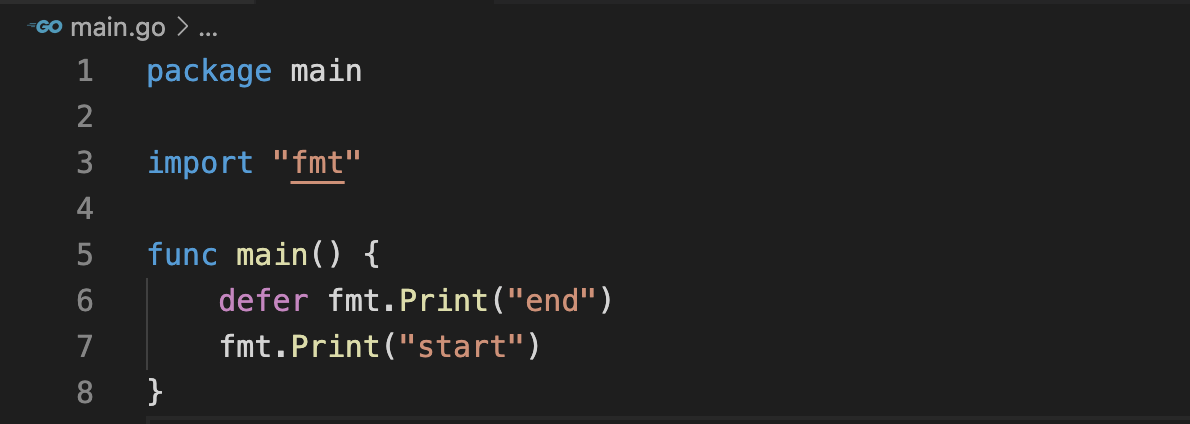 GO main.go > ...
1 package main
2
3 import "fmt"
4
5 func main() {
6     defer fmt.Print("end")
7     fmt.Print("start")
8 }